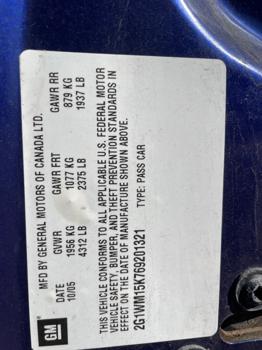 MFD BY GENERAL MOTORS OF CANADA LTD.
DATE GVWR GAWR FRT GAWR RR
10/05 1956 KG 1077 KG 879 KG
4312 LB 2375 LB 1937 LB
THIS VEHICLE CONFORMS TO ALL APPLICABLE U.S. FEDERAL MOTOR
VEHICLE SAFETY, BUMPER, AND THEFT PREVENTION STANDARDS IN
EFFECT ON THE DATE OF MANUFACTURE SHOWN ABOVE.
2G1WM15K769201321 TYPE: PASS CAR
GM